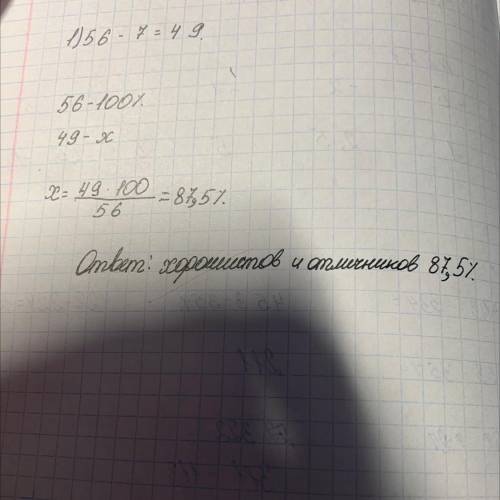 1) 56 - 7 = 49.
56 - 100%.
49 - x
x = 49 · 100 / 56 = 87,5%.
Ответ: хорошистов и отличников 87,5%.